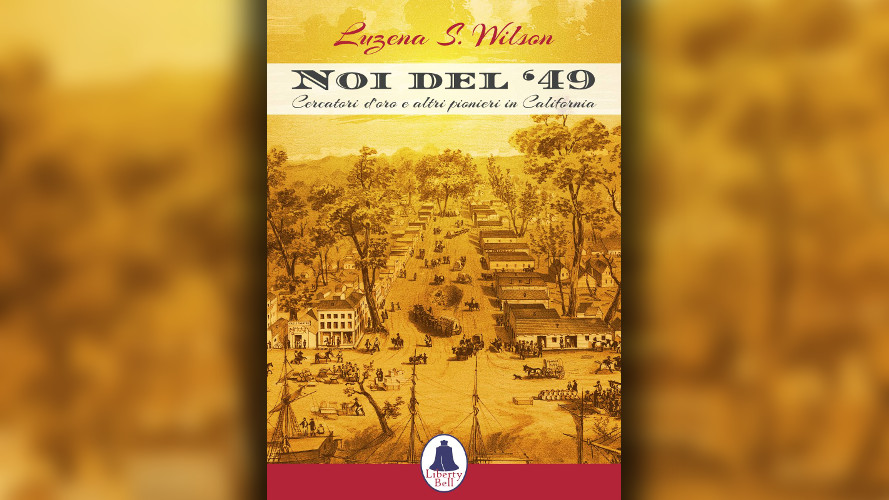 Luzena S. Wilson
NOI DEL ‘49
Cercatori d'oro e altri pionieri in California
Liberty
Bell